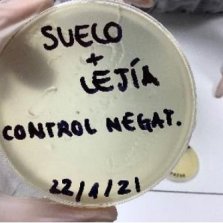 SUELO
+
LEJÍA
CONTROL NEGAT.
22/1/21